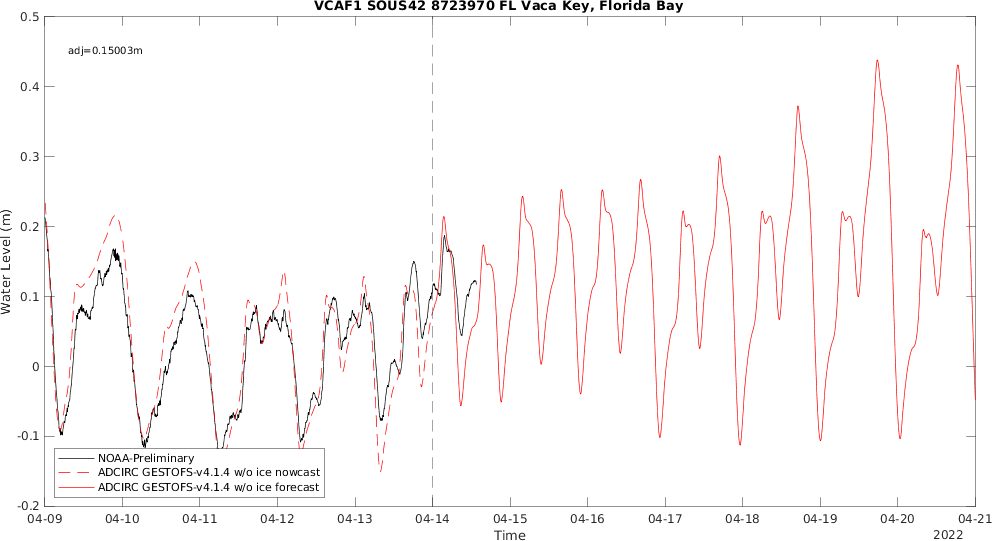 VCAF1 SOUS42 8723970 FL Vaca Key, Florida Bay
adj=0.15003m
Water Level (m)
0.5
0.4
0.3
0.2
0.1
0
-0.1
-0.2
NOAA-Preliminary
ADCIRC GESTOFS-v4.1.4 w/o ice nowcast
ADCIRC GESTOFS-v4.1.4 w/o ice forecast
04-09 04-10 04-11 04-12 04-13 04-14 04-15 04-16 04-17 04-18 04-19 04-20 04-21
Time
2022